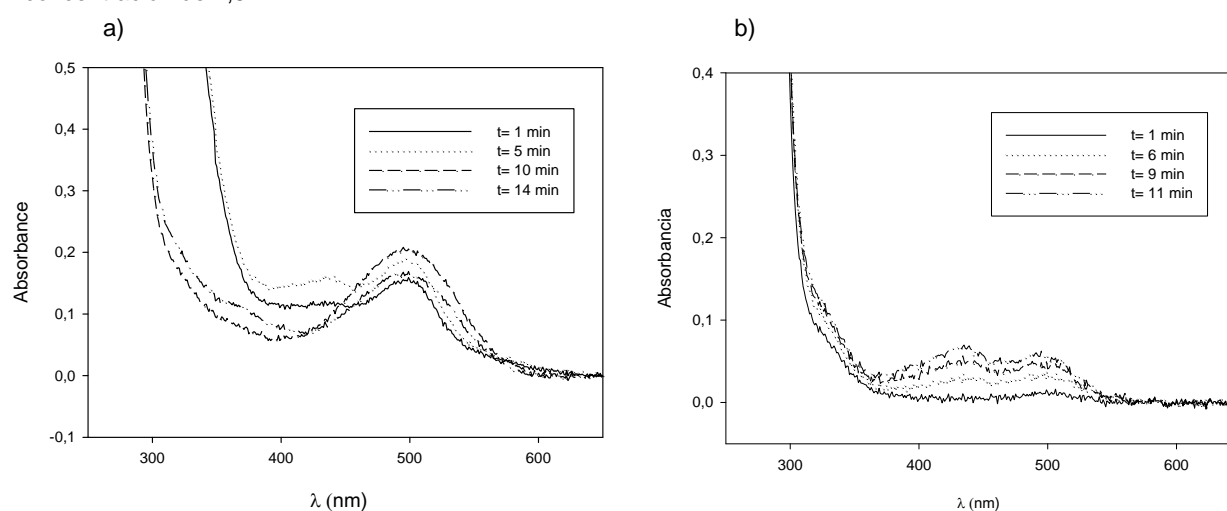 a)
0,5
0,4
0,3
0,2
0,1
0,0
-0,1
Absorbance
t= 1 min
t= 5 min
t= 10 min
t= 14 min
300
400
500
600
λ (nm)
b)
0,4
0,3
0,2
0,1
0,0
Absorbancia
t= 1 min
t= 6 min
t= 9 min
t= 11 min
300
400
500
600
λ (nm)